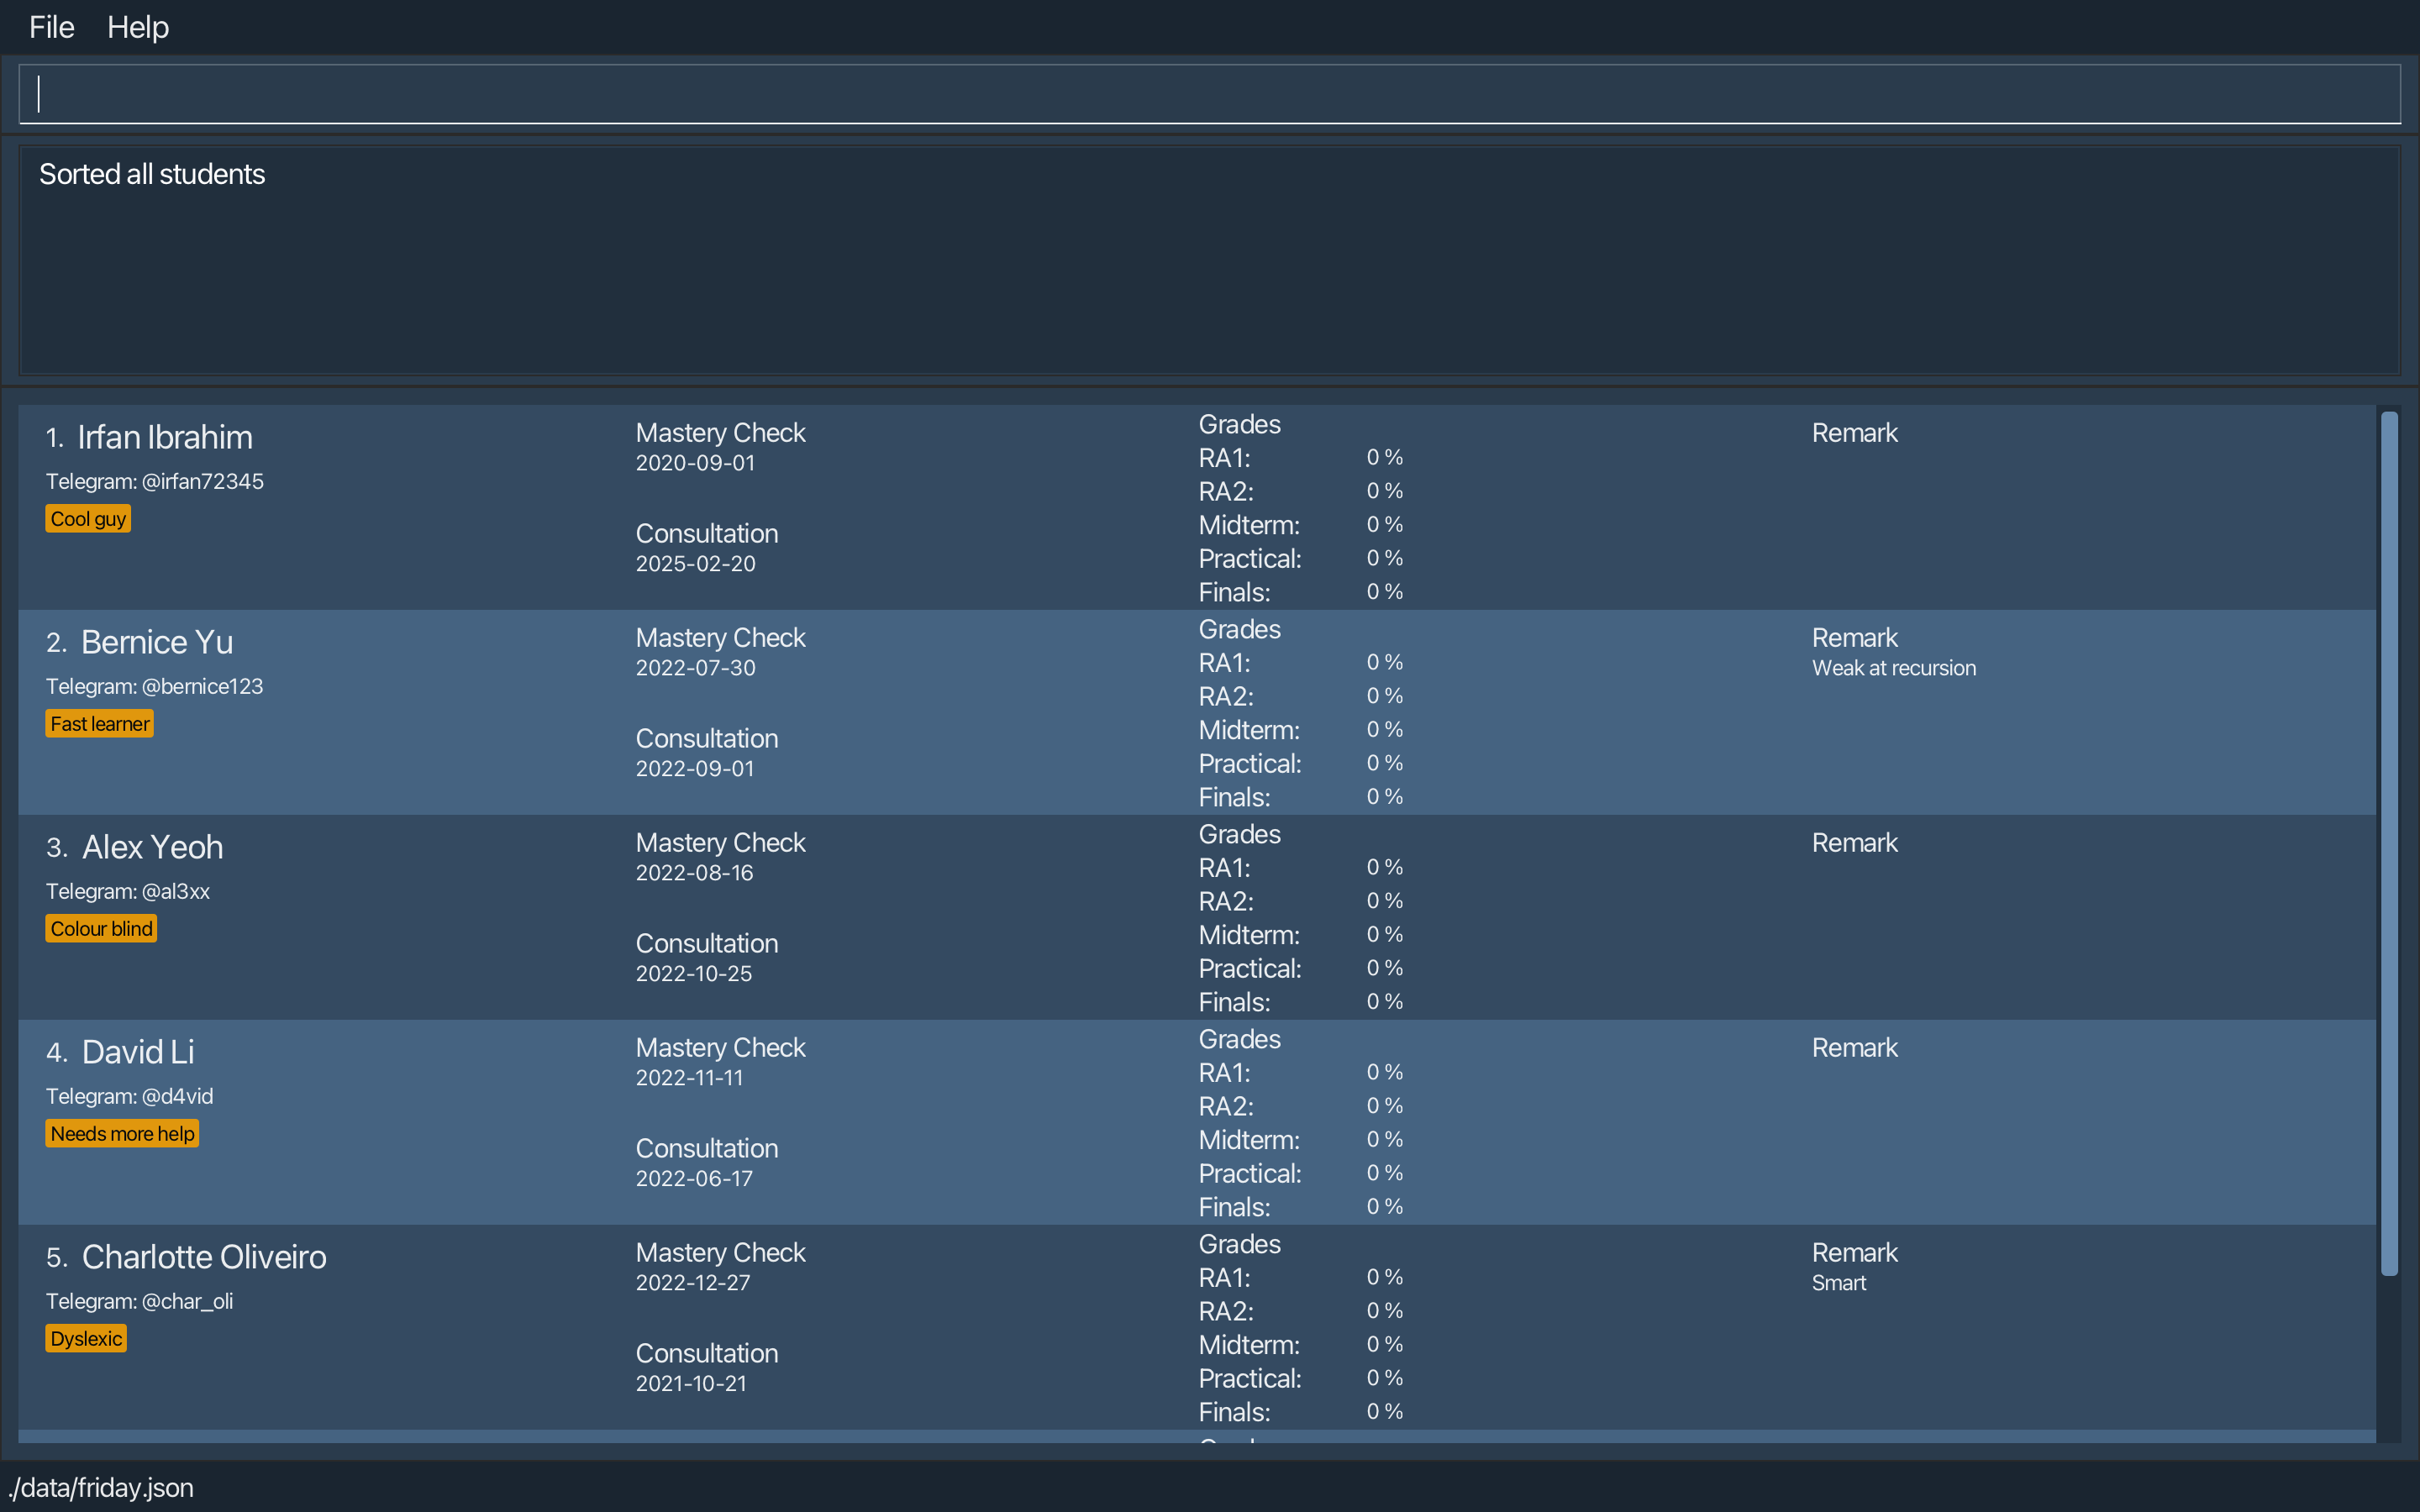 File Help
Sorted all students
1. Irfan Ibrahim
Telegram: @irfan72345
Cool guy
Mastery Check
2020-09-01
Consultation
2025-02-20
Grades
RA1: 0 %
RA2: 0 %
Midterm: 0 %
Practical: 0 %
Finals: 0 %
Remark
2. Bernice Yu
Telegram: @bernice123
Fast learner
Mastery Check
2022-07-30
Consultation
2022-09-01
Grades
RA1: 0 %
RA2: 0 %
Midterm: 0 %
Practical: 0 %
Finals: 0 %
Remark
Weak at recursion
3. Alex Yeoh
Telegram: @al3xx
Colour blind
Mastery Check
2022-08-16
Consultation
2022-10-25
Grades
RA1: 0 %
RA2: 0 %
Midterm: 0 %
Practical: 0 %
Finals: 0 %
Remark
4. David Li
Telegram: @d4vid
Needs more help
Mastery Check
2022-11-11
Consultation
2022-06-17
Grades
RA1: 0 %
RA2: 0 %
Midterm: 0 %
Practical: 0 %
Finals: 0 %
Remark
5. Charlotte Oliveiro
Telegram: @char_oli
Dyslexic
Mastery Check
2022-12-27
Consultation
2021-10-21
Grades
RA1: 0 %
RA2: 0 %
Midterm: 0 %
Practical: 0 %
Finals: 0 %
Remark
Smart
./data/friday.json